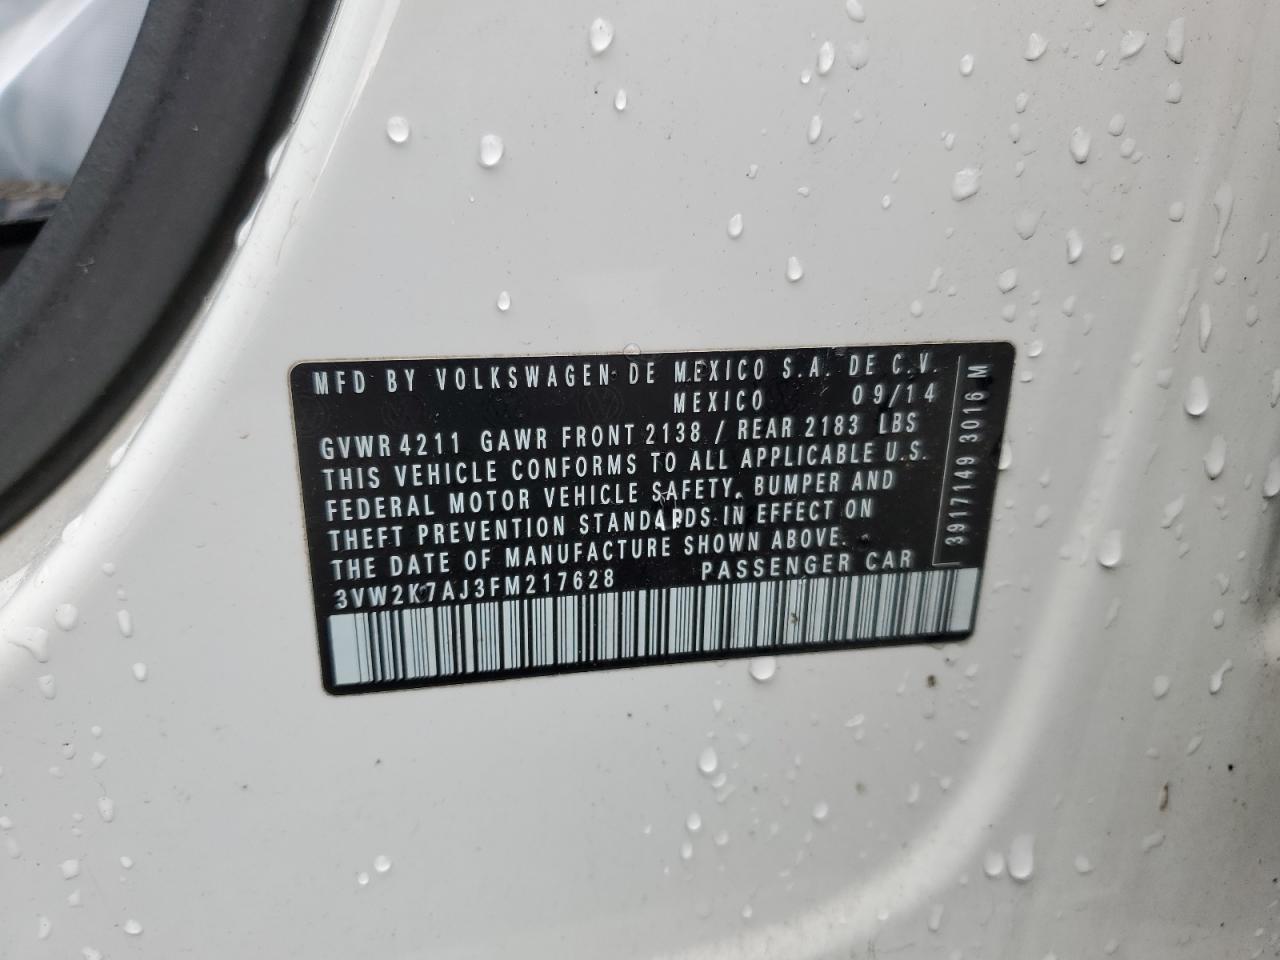 MFD BY VOLKSWAGEN DE MEXICO S.A. DE C.V.
MEXICO 09/14
GVWR 4211 GAWR FRONT 2138 / REAR 2183 LBS
THIS VEHICLE CONFORMS TO ALL APPLICABLE U.S.
FEDERAL MOTOR VEHICLE SAFETY, BUMPER AND
THEFT PREVENTION STANDARDS IN EFFECT ON
THE DATE OF MANUFACTURE SHOWN ABOVE.
3VW2K7AJ3FM217628 PASSENGER CAR
3917149 3016 M